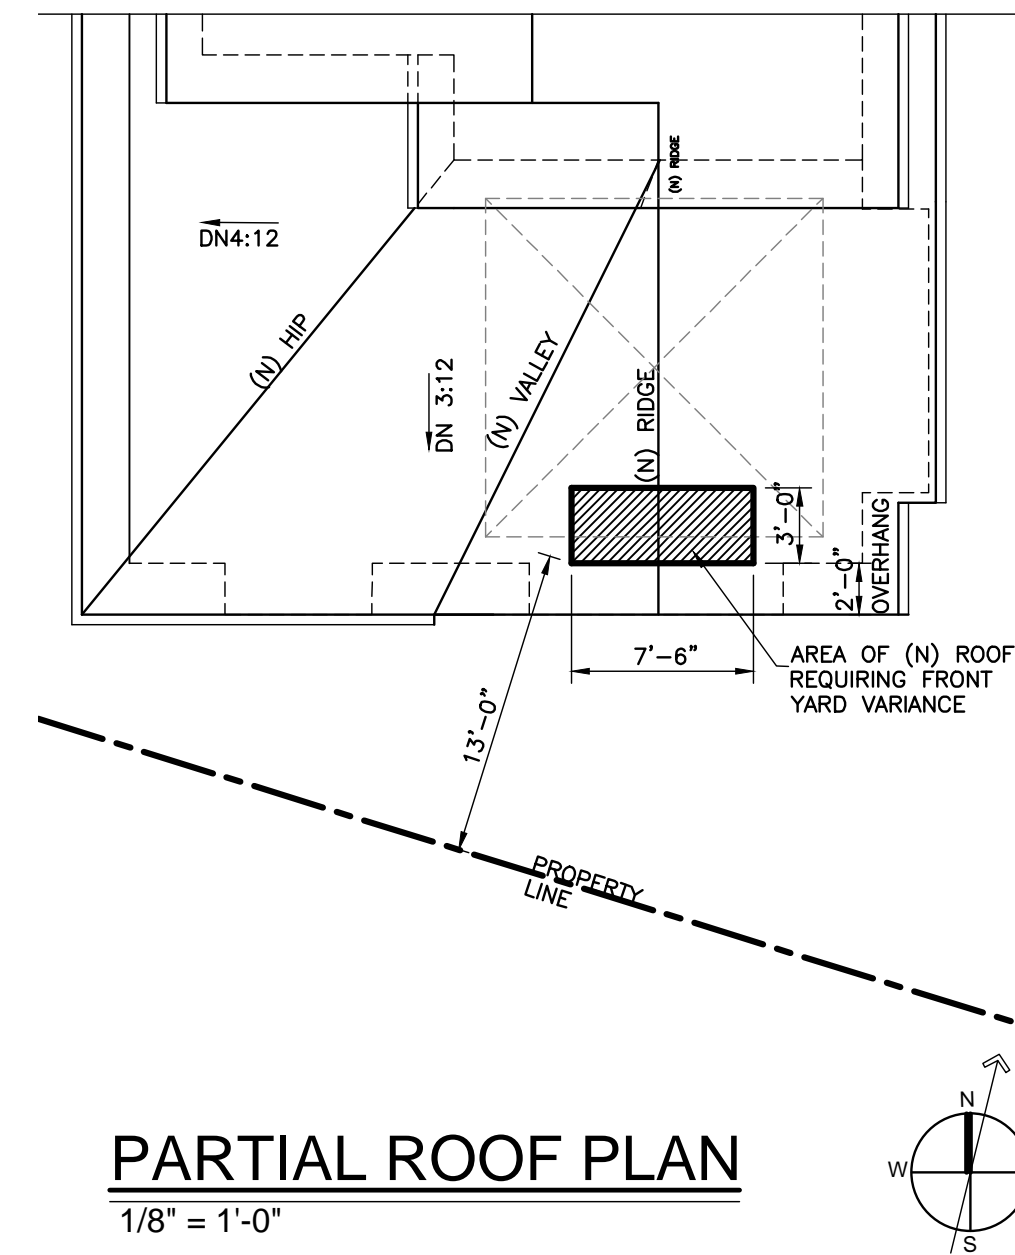 (N) RIDGE
DN4:12
(N) HIP
DN 3:12
(N) VALLEY
(N) RIDGE
3'-0"
2'-0"
OVERHANG
7'-6"
AREA OF (N) ROOF
REQUIRING FRONT
YARD VARIANCE
13'-0"
PROPERTY
LINE
N
W
S
PARTIAL ROOF PLAN
1/8" = 1'-0"